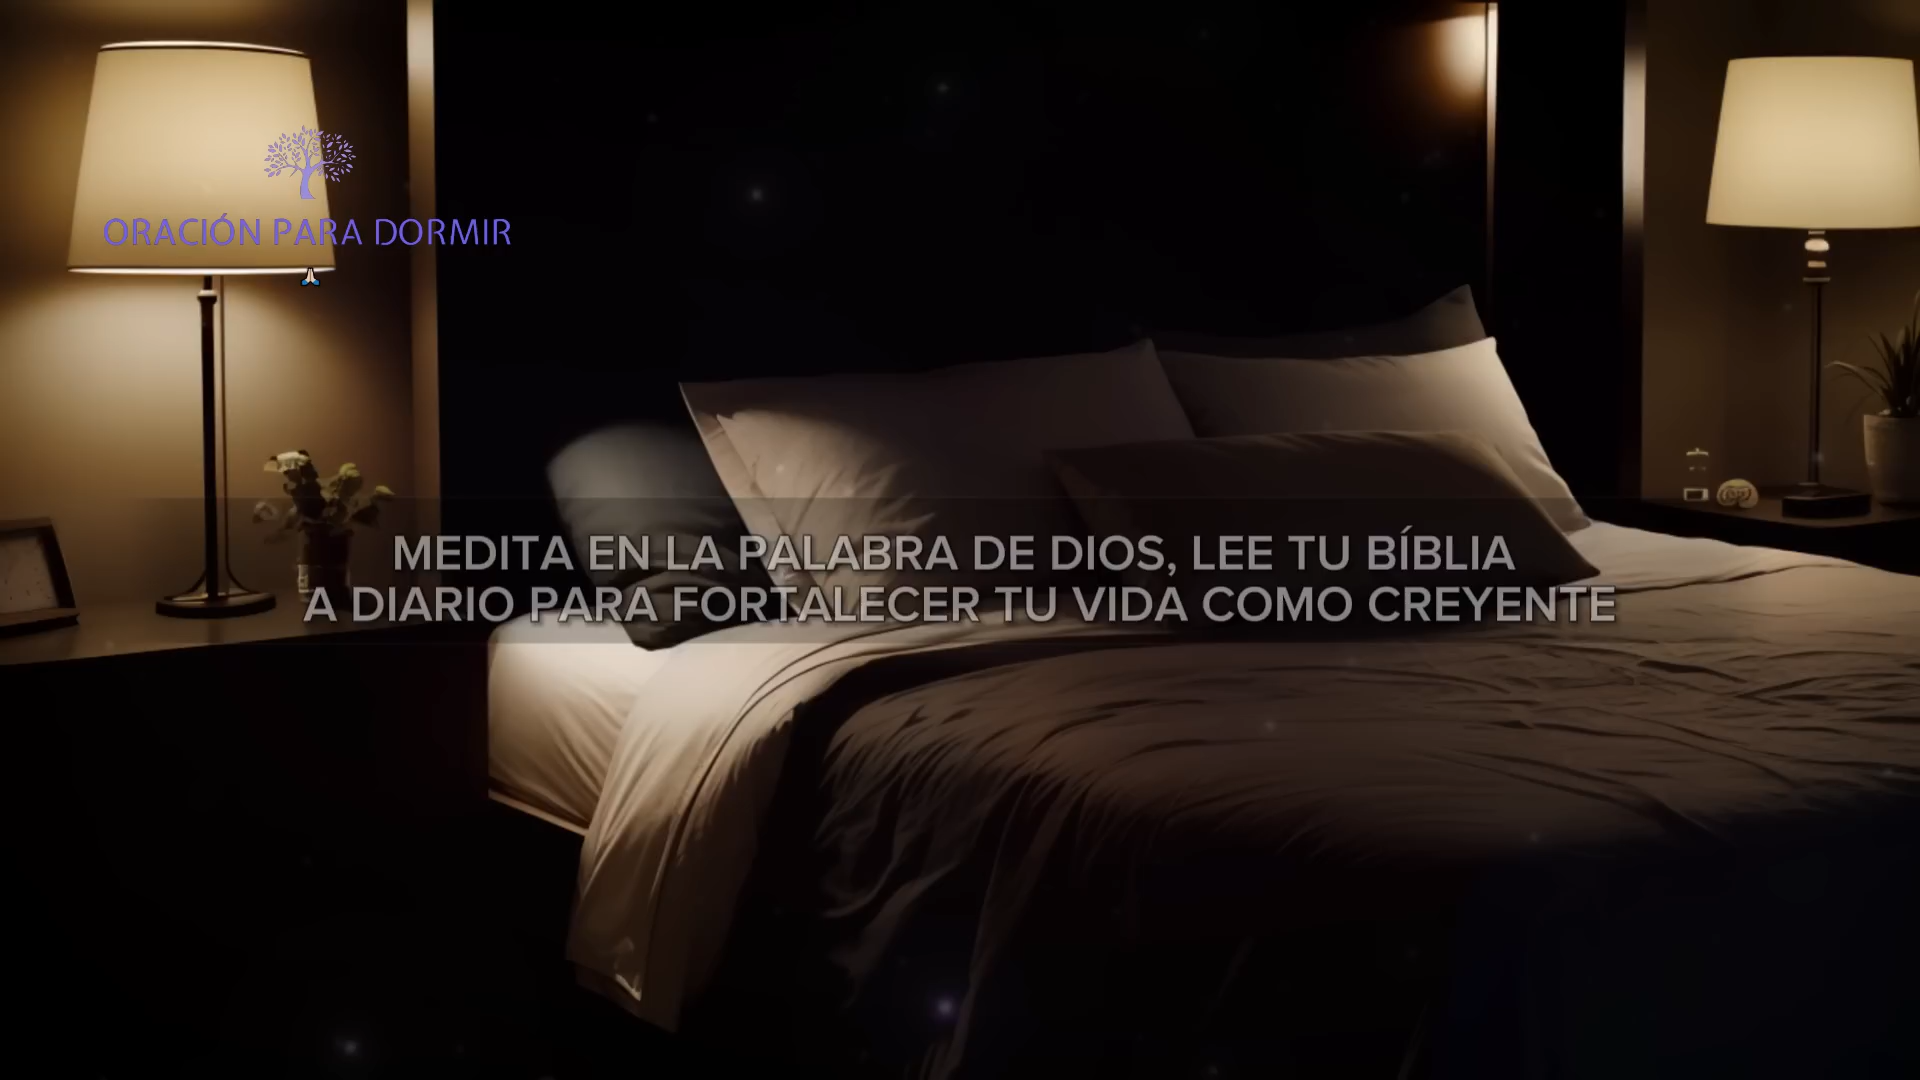 ORACIÓN PARA DORMIR
MEDITA EN LA PALABRA DE DIOS, LEE TU BÍBLIA
A DIARIO PARA FORTALECER TU VIDA COMO CREYENTE